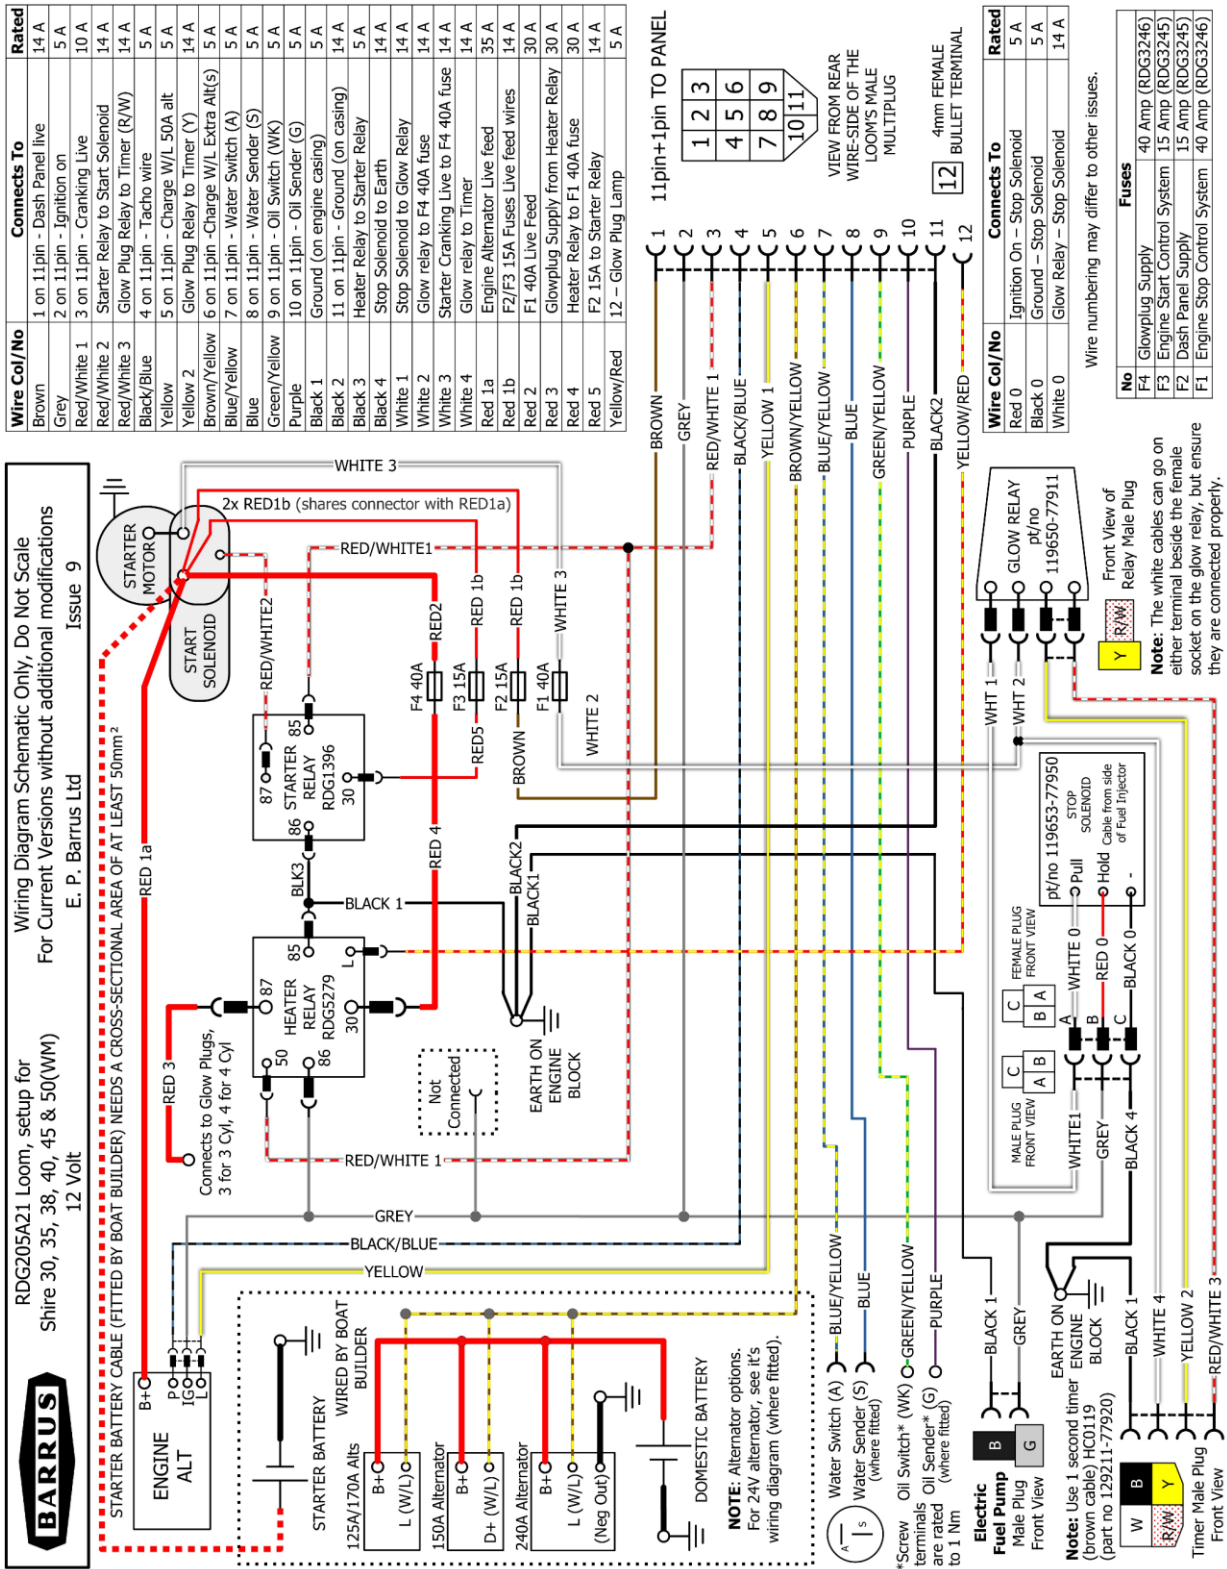 BARRUS
RDG205A21 Loom, setup for
Shire 30, 35, 38, 40, 45 & 50(WM)
12 Volt
Wiring Diagram Schematic Only, Do Not Scale
For Current Versions without additional modifications
E. P. Barrus Ltd
Issue 9
STARTER BATTERY CABLE (FITTED BY BOAT BUILDER) NEEDS A CROSS-SECTIONAL AREA OF AT LEAST 50mm²
Wire Col/No Connects To Rated
Brown 1 on 11pin - Dash Panel live 14 A
Grey 2 on 11pin - Ignition on 5 A
Red/White 1 3 on 11pin - Cranking Live 10 A
Red/White 2 Starter Relay to Start Solenoid 14 A
Red/White 3 Glow Plug Relay to Timer (R/W) 14 A
Black/Blue 4 on 11pin - Tacho wire 5 A
Yellow 5 on 11pin - Charge W/L 50A alt 5 A
Yellow 2 Glow Plug Relay to Timer (Y) 14 A
Brown/Yellow 6 on 11pin -Charge W/L Extra Alt(s) 5 A
Blue/Yellow 7 on 11pin - Water Switch (A) 5 A
Blue 8 on 11pin - Water Sender (S) 5 A
Green/Yellow 9 on 11pin - Oil Switch (WK) 5 A
Purple 10 on 11pin - Oil Sender (G) 5 A
Black 1 Ground (on engine casing) 5 A
Black 2 11 on 11pin - Ground (on casing) 14 A
Black 3 Heater Relay to Starter Relay 5 A
Black 4 Stop Solenoid to Earth 14 A
White 1 Stop Solenoid to Glow Relay 14 A
White 2 Glow relay to F4 40A fuse 14 A
White 3 Starter Cranking Live to F4 40A fuse 14 A
White 4 Glow relay to Timer 14 A
Red 1a Engine Alternator Live feed 35 A
Red 1b F2/F3 15A Fuses Live feed wires 14 A
Red 2 F1 40A Live Feed 30 A
Red 3 Glowplug Supply from Heater Relay 30 A
Red 4 Heater Relay to F1 40A fuse 30 A
Red 5 F2 15A to Starter Relay 14 A
Yellow/Red 12 – Glow Plug Lamp 5 A
ENGINE
ALT
B+
P
IG
L
RED 1a
STARTER
MOTOR
START
SOLENOID
WHITE 3
2x RED1b (shares connector with RED1a)
RED/WHITE2
RED/WHITE1
RED2
RED 1b
RED 1b
WHITE 3
F4 40A
F3 15A
F2 15A
F1 40A
RED 4
RED5
BROWN
WHITE 2
87
85
STARTER
RELAY
RDG1396
86
30
BLK3
BLACK 1
85
L
87
HEATER
RELAY
RDG5279
30
50
86
RED 3
Connects to Glow Plugs,
3 for 3 Cyl, 4 for 4 Cyl
RED/WHITE 1
Not
Connected
EARTH ON
ENGINE
BLOCK
BLACK2
BLACK1
GREY
BLACK/BLUE
YELLOW
STARTER BATTERY
WIRED BY BOAT
BUILDER
125A/170A Alts
B+
L (W/L)
150A Alternator
B+
D+ (W/L)
240A Alternator
B+
L (W/L)
(Neg Out)
DOMESTIC BATTERY
NOTE: Alternator options.
For 24V alternator, see it's
wiring diagram (where fitted).
BROWN
GREY
RED/WHITE 1
BLACK/BLUE
YELLOW 1
BROWN/YELLOW
BLUE/YELLOW
BLUE
GREEN/YELLOW
PURPLE
BLACK2
YELLOW/RED
1
2
3
4
5
6
7
8
9
10
11
12
11pin+1pin TO PANEL
1 2 3
4 5 6
7 8 9
10 11
VIEW FROM REAR
WIRE-SIDE OF THE
LOOM'S MALE
MULTIPLUG
12
4mm FEMALE
BULLET TERMINAL
Wire Col/No Connects To Rated
Red 0 Ignition On – Stop Solenoid 5 A
Black 0 Ground – Stop Solenoid 5 A
White 0 Glow Relay – Stop Solenoid 14 A
Wire numbering may differ to other issues.
No Fuses
F4 Glowplug Supply 40 Amp (RDG3246)
F3 Engine Start Control System 15 Amp (RDG3245)
F2 Dash Panel Supply 15 Amp (RDG3245)
F1 Engine Stop Control System 40 Amp (RDG3246)
GLOW RELAY
pt/no
119650-77911
WHT 1
WHT 2
Y R/W
Front View of
Relay Male Plug
Note: The white cables can go on
either terminal beside the female
socket on the glow relay, but ensure
they are connected properly.
pt/no 119653-77950
STOP
SOLENOID
Pull
Hold
-
Cable from side
of Fuel Injector
WHITE 0
RED 0
BLACK 0
A
B
C
FEMALE PLUG
FRONT VIEW
C
B A
MALE PLUG
FRONT VIEW
C
A B
WHITE1
GREY
BLACK 4
BLUE/YELLOW
BLUE
GREEN/YELLOW
PURPLE
Water Switch (A)
Water Sender (S)
(where fitted)
Oil Switch* (WK)
Oil Sender* (G)
(where fitted)
A
S
*Screw
terminals
are rated
to 1 Nm
BLACK 1
GREY
B
G
Electric
Fuel Pump
Male Plug
Front View
EARTH ON
ENGINE
BLOCK
BLACK 1
WHITE 4
YELLOW 2
RED/WHITE 3
Note: Use 1 second timer
(brown cable) HC0119
(part no 129211-77920)
W B
R/W Y
Timer Male Plug
Front View